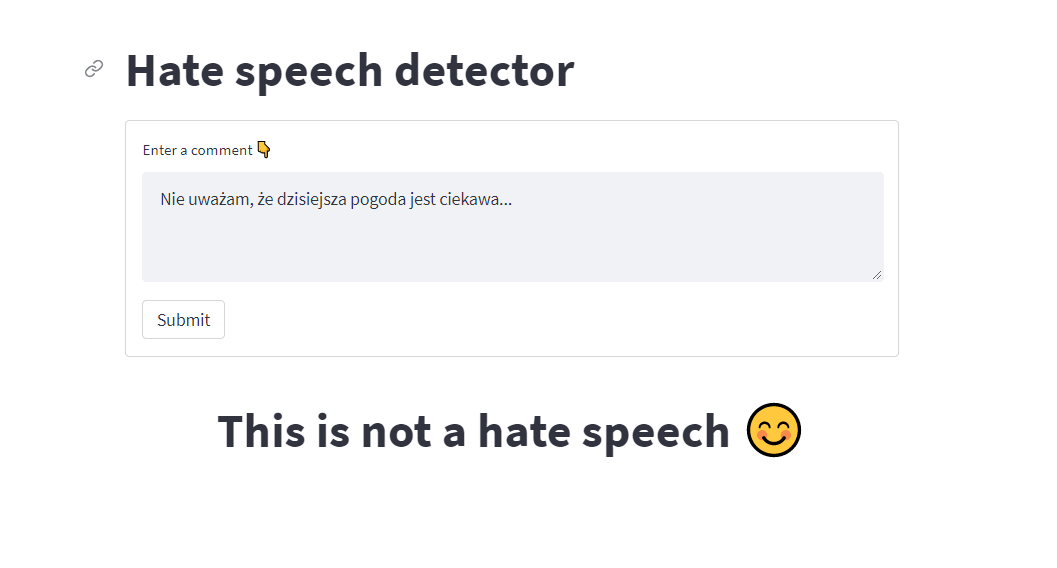 Hate speech detector
Enter a comment 👇
Nie uważam, że dzisiejsza pogoda jest ciekawa...
Submit
This is not a hate speech 😊